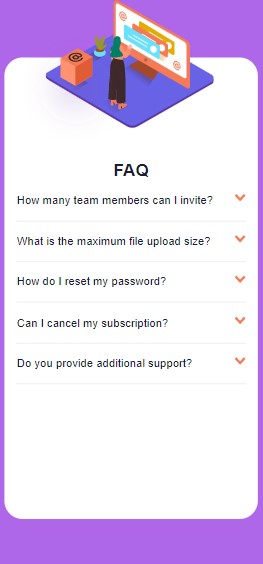 FAQ
How many team members can I invite?
What is the maximum file upload size?
How do I reset my password?
Can I cancel my subscription?
Do you provide additional support?